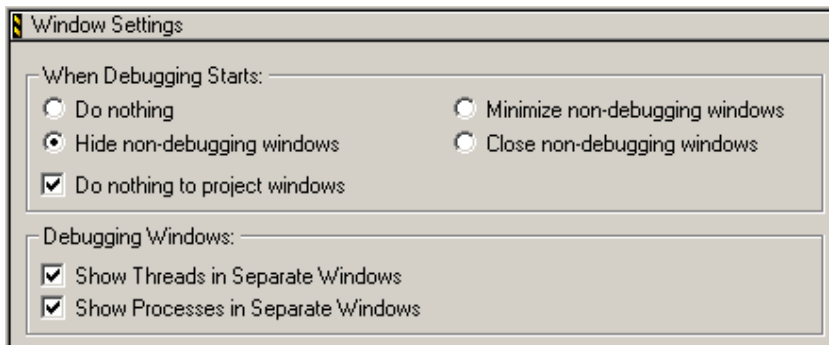 Window Settings
When Debugging Starts:
Do nothing
Minimize non-debugging windows
Hide non-debugging windows
Close non-debugging windows
Do nothing to project windows
Debugging Windows:
Show Threads in Separate Windows
Show Processes in Separate Windows